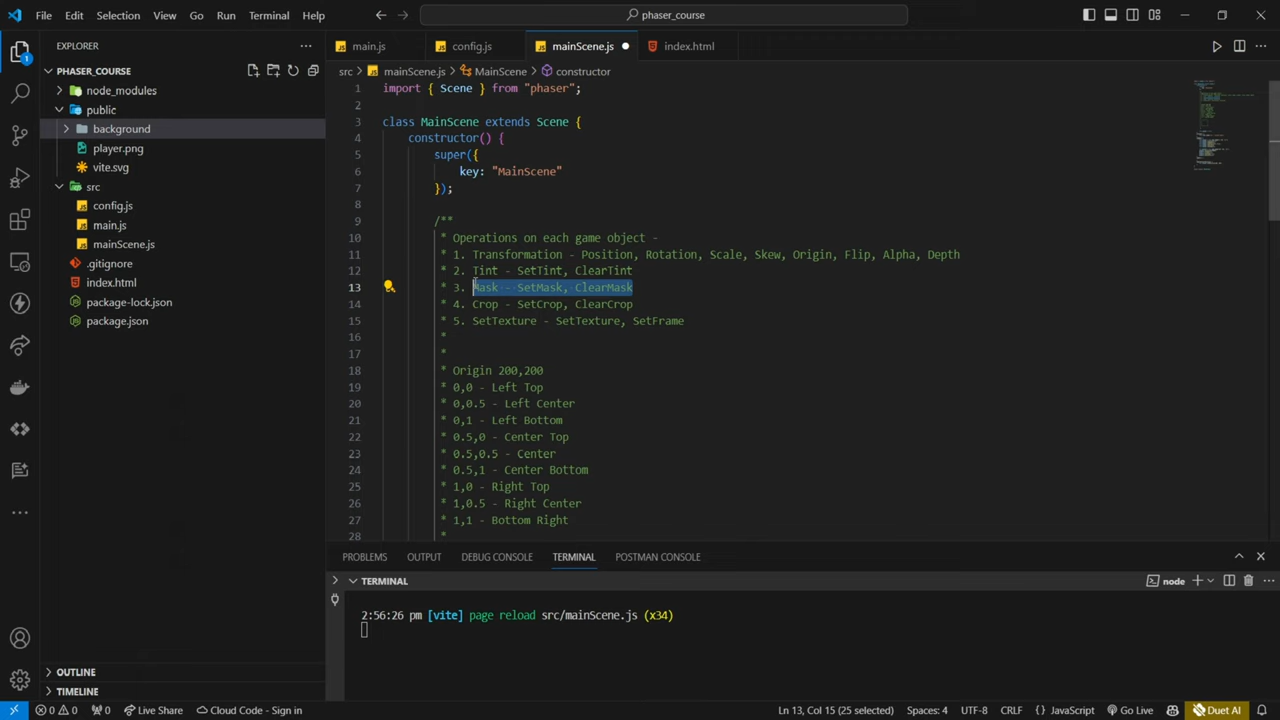 File Edit Selection View Go Run Terminal Help
phaser_course
EXPLORER
main.js config.js mainScene.js index.html
PHASER_COURSE
node_modules
public
background
player.png
vite.svg
src
config.js
main.js
mainScene.js
.gitignore
index.html
package-lock.json
package.json
OUTLINE
TIMELINE
src > mainScene.js > MainScene > constructor
1 import { Scene } from "phaser";
2
3 class MainScene extends Scene {
4 constructor() {
5 super({
6 key: "MainScene"
7 });
8
9 /**
10 * Operations on each game object -
11 * 1. Transformation - Position, Rotation, Scale, Skew, Origin, Flip, Alpha, Depth
12 * 2. Tint - SetTint, ClearTint
13 * 3. Mask - SetMask, ClearMask
14 * 4. Crop - SetCrop, ClearCrop
15 * 5. SetTexture - SetTexture, SetFrame
16 *
17 *
18 * Origin 200,200
19 * 0,0 - Left Top
20 * 0,0.5 - Left Center
21 * 0,1 - Left Bottom
22 * 0.5,0 - Center Top
23 * 0.5,0.5 - Center
24 * 0.5,1 - Center Bottom
25 * 1,0 - Right Top
26 * 1,0.5 - Right Center
27 * 1,1 - Bottom Right
28 *
PROBLEMS OUTPUT DEBUG CONSOLE TERMINAL POSTMAN CONSOLE
TERMINAL
node
2:56:26 pm [vite] page reload src/mainScene.js (x34)
0 0 0 Live Share Cloud Code - Sign in
Ln 13, Col 15 (25 selected) Spaces: 4 UTF-8 CRLF { } JavaScript Go Live Duet AI